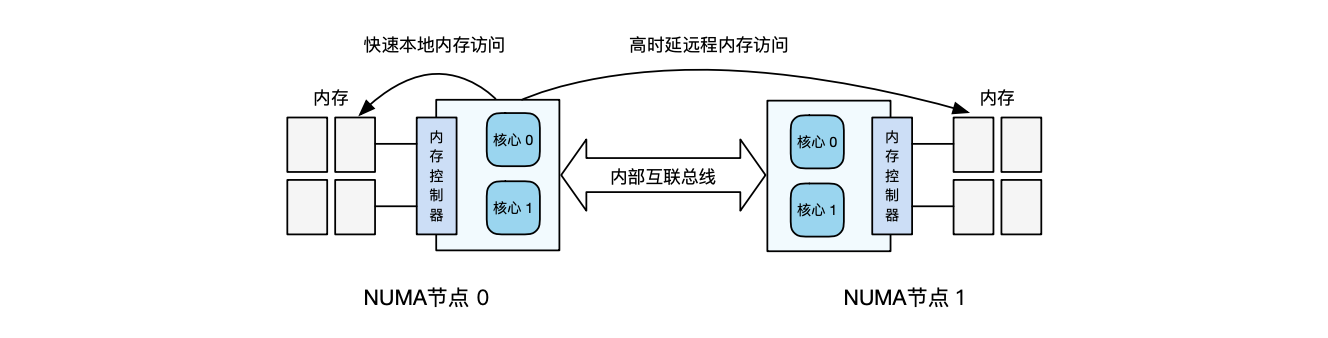 快速本地内存访问
高时延远程内存访问
内存
内存
内存控制器
核心 0
核心 1
内部互联总线
核心 0
核心 1
内存控制器
NUMA节点 0
NUMA节点 1